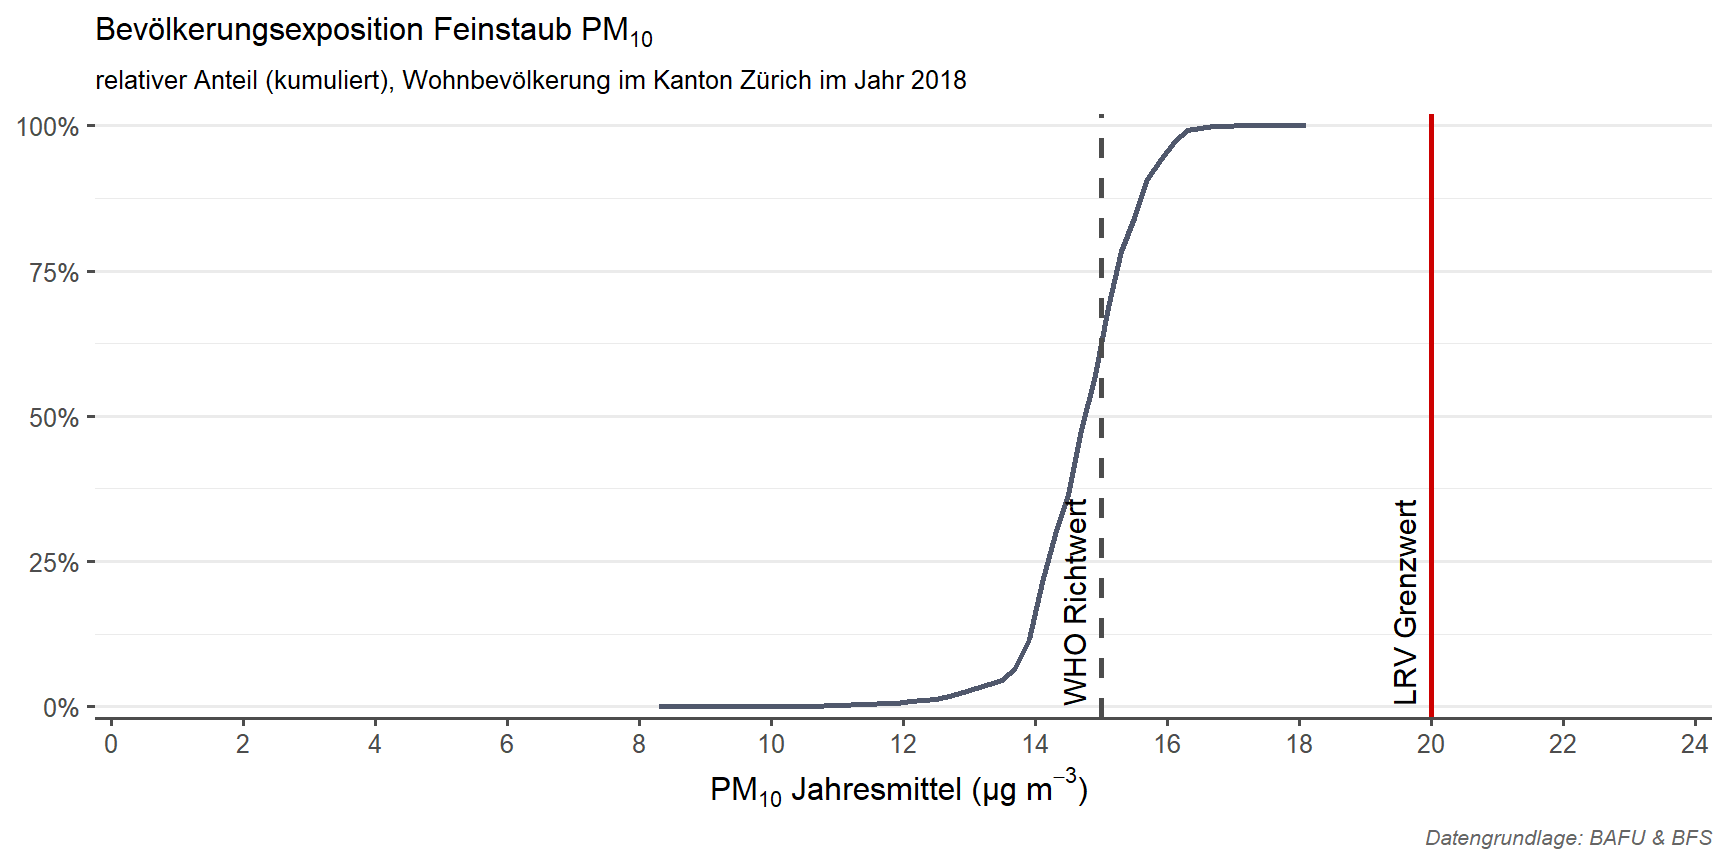 Bevölkerungsexposition Feinstaub PM₁₀
relativer Anteil (kumuliert), Wohnbevölkerung im Kanton Zürich im Jahr 2018
100%
75%
50%
25%
0%
WHO Richtwert
LRV Grenzwert
0 2 4 6 8 10 12 14 16 18 20 22 24
PM₁₀ Jahresmittel (µg m⁻³)
Datengrundlage: BAFU & BFS